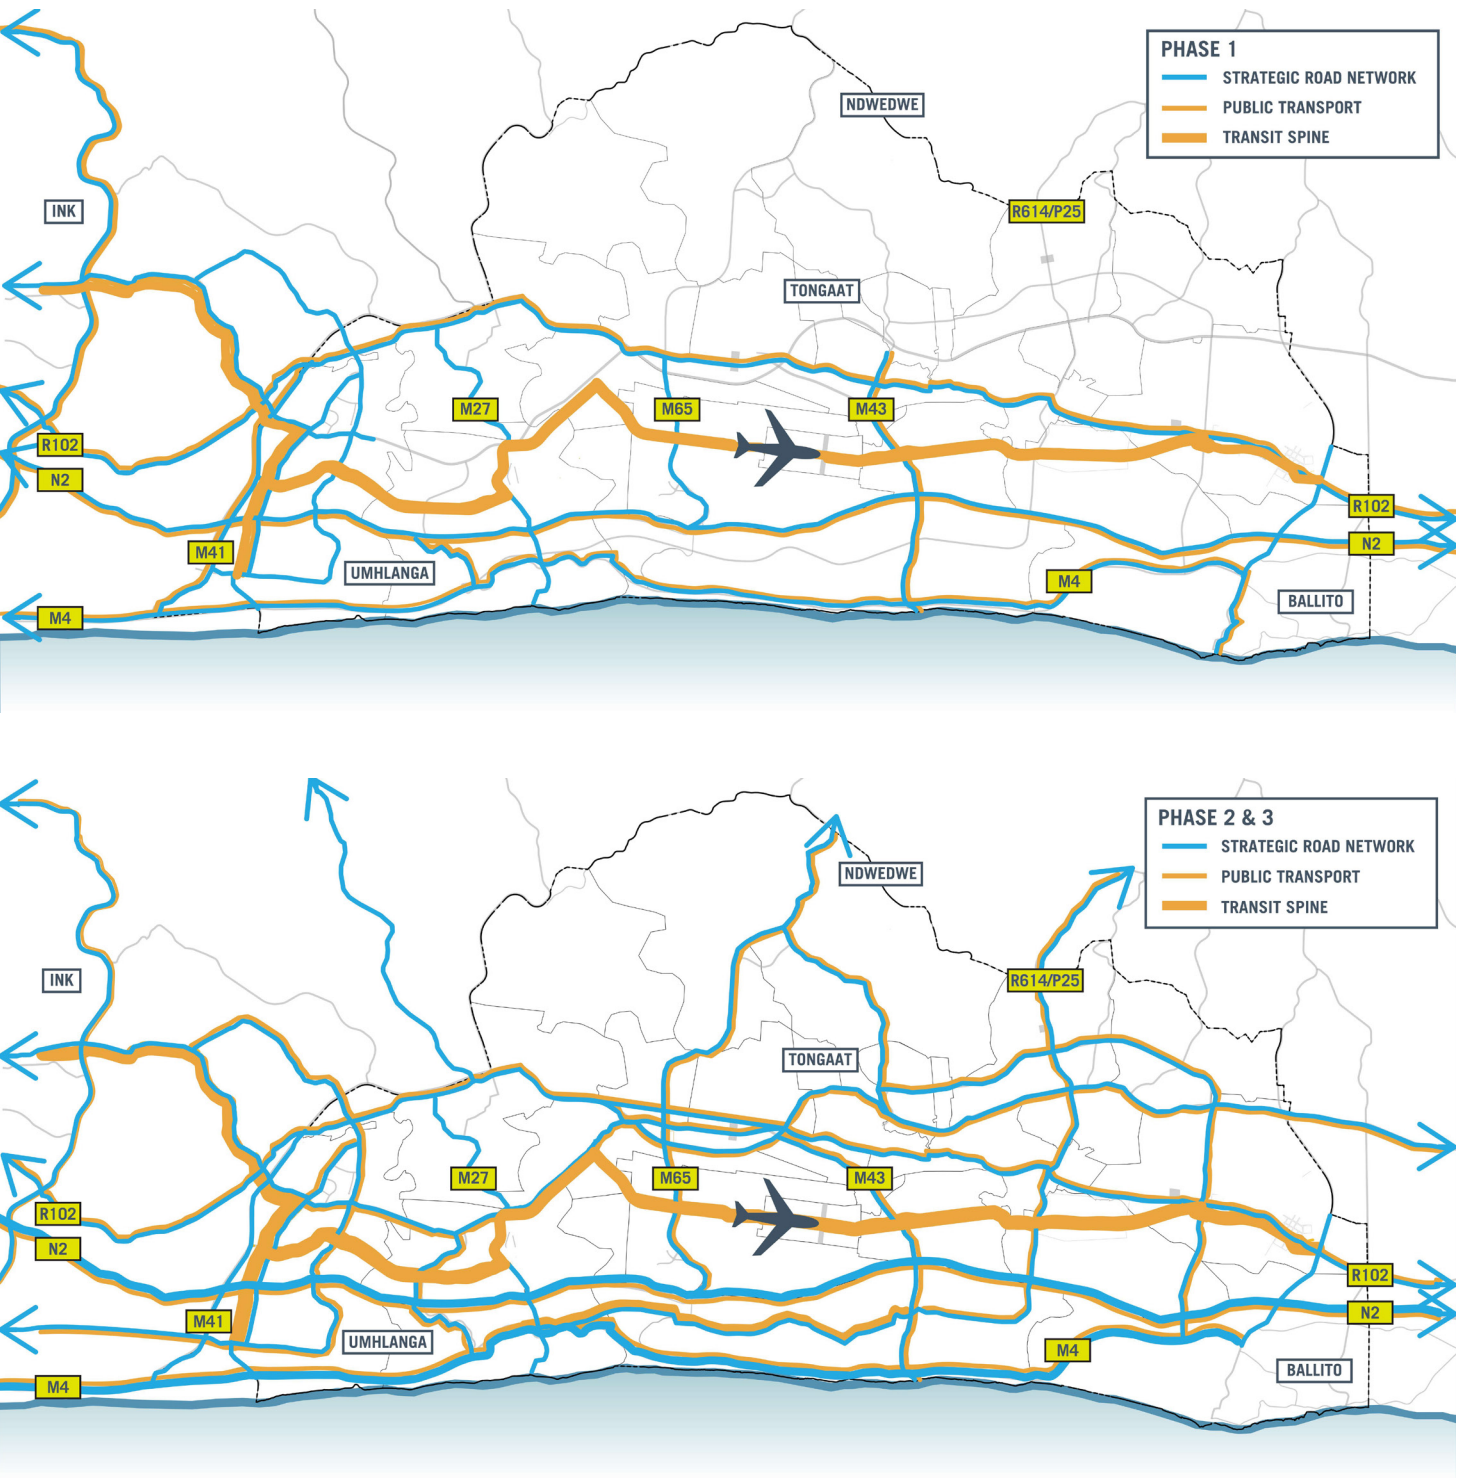 PHASE 1
STRATEGIC ROAD NETWORK
PUBLIC TRANSPORT
TRANSIT SPINE
NDWEDWE
INK
R614/P25
TONGAAT
M27
M65
M43
R102
N2
R102
M41
N2
UMHLANGA
M4
BALLITO
M4
PHASE 2 & 3
STRATEGIC ROAD NETWORK
PUBLIC TRANSPORT
TRANSIT SPINE
NDWEDWE
INK
R614/P25
TONGAAT
M27
M65
M43
R102
N2
R102
M41
N2
UMHLANGA
M4
BALLITO
M4